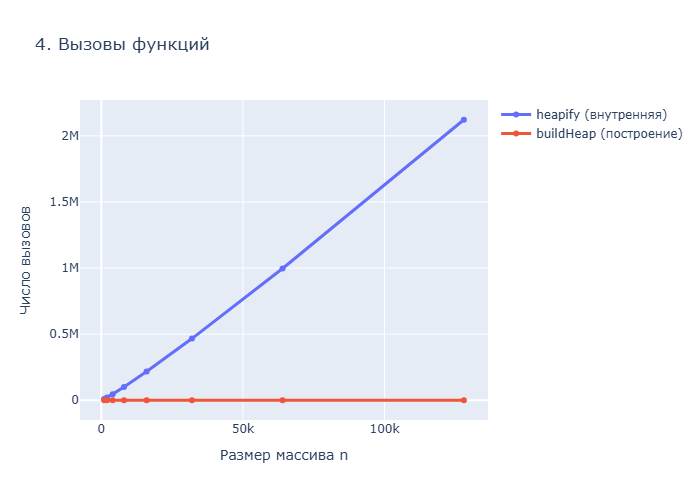 4. Вызовы функций
heapify (внутренняя)
buildHeap (построение)
2M
1.5M
1M
0.5M
0
Число вызовов
0
50k
100k
Размер массива n